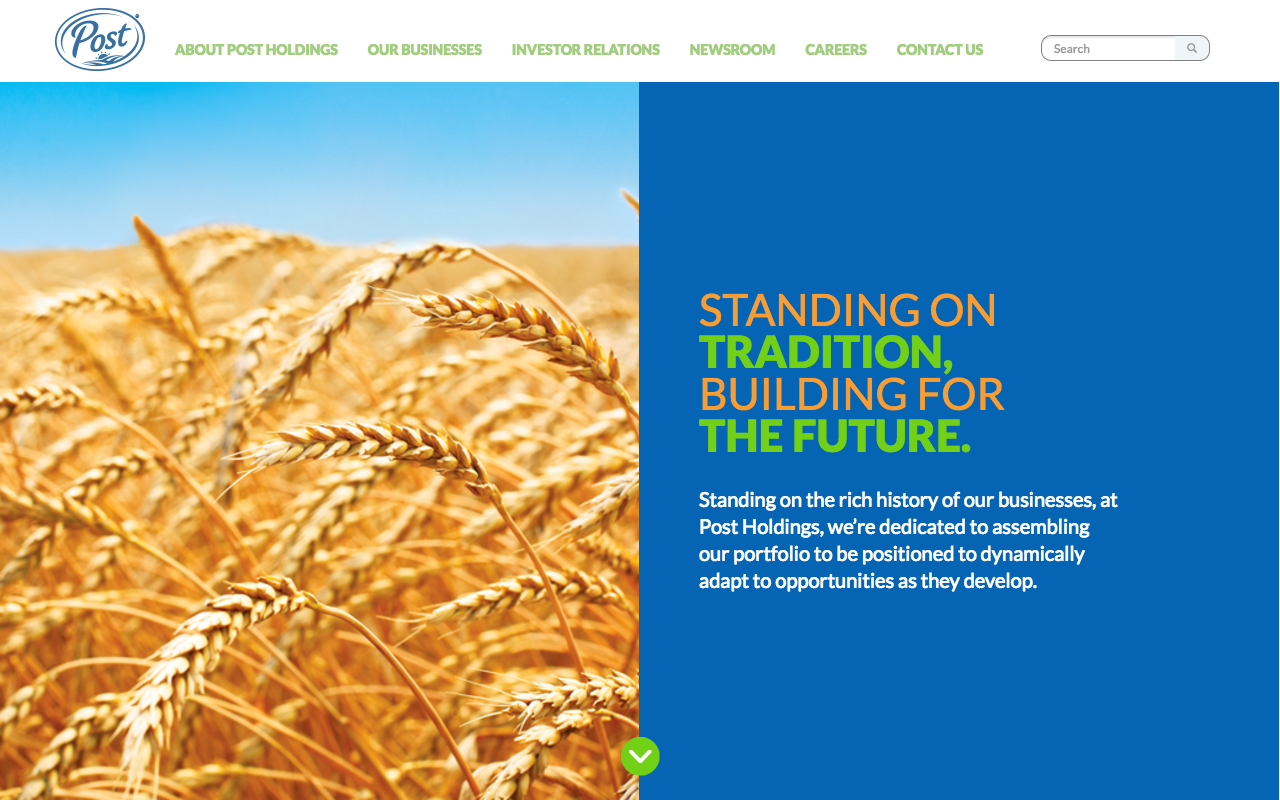 Post®
ABOUT POST HOLDINGS
OUR BUSINESSES
INVESTOR RELATIONS
NEWSROOM
CAREERS
CONTACT US
Search
STANDING ON
TRADITION,
BUILDING FOR
THE FUTURE.
Standing on the rich history of our businesses, at
Post Holdings, we’re dedicated to assembling
our portfolio to be positioned to dynamically
adapt to opportunities as they develop.